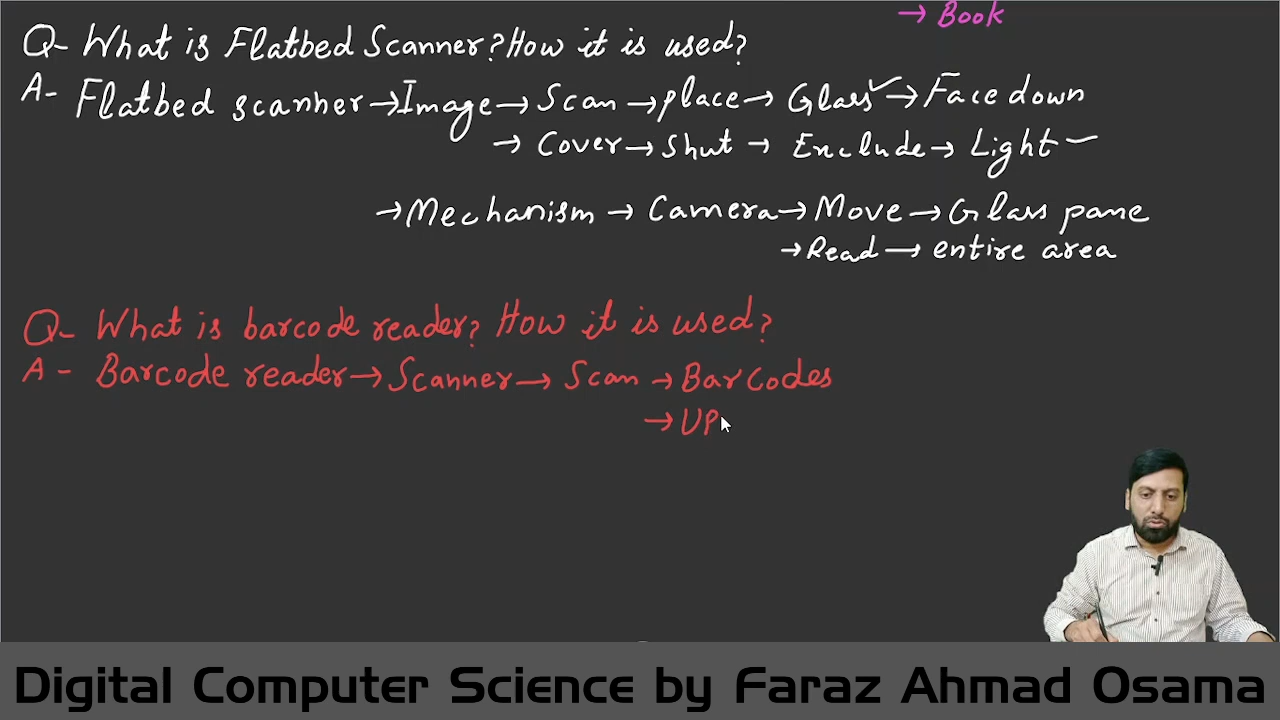 → Book
Q- What is Flatbed Scanner? How it is used?
A- Flatbed scanner → Image → Scan → place → Glass → Face down
→ Cover → Shut → Exclude → Light
→ Mechanism → Camera → Move → Glass pane
→ Read → entire area
Q- What is barcode reader? How it is used?
A- Barcode reader → Scanner → Scan → BarCodes
→ UP
Digital Computer Science by Faraz Ahmad Osama